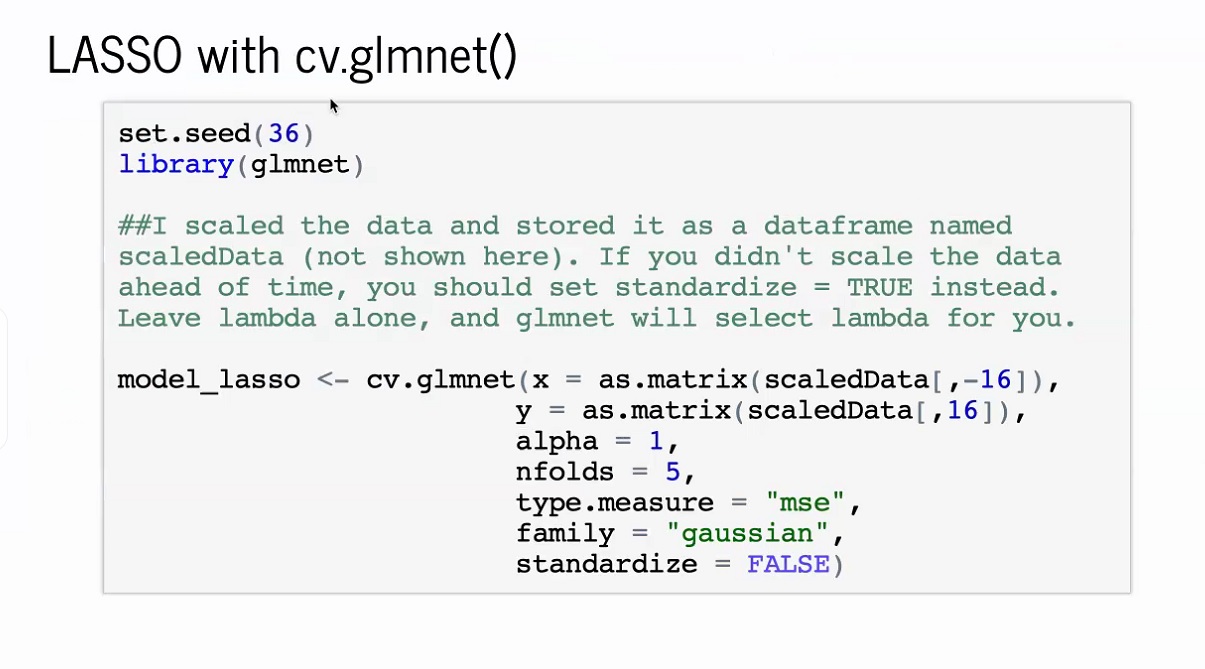 LASSO with cv.glmnet()
set.seed(36)
library(glmnet)
##I scaled the data and stored it as a dataframe named
scaledData (not shown here). If you didn't scale the data
ahead of time, you should set standardize = TRUE instead.
Leave lambda alone, and glmnet will select lambda for you.
model_lasso <- cv.glmnet(x = as.matrix(scaledData[,-16]),
y = as.matrix(scaledData[,16]),
alpha = 1,
nfolds = 5,
type.measure = "mse",
family = "gaussian",
standardize = FALSE)